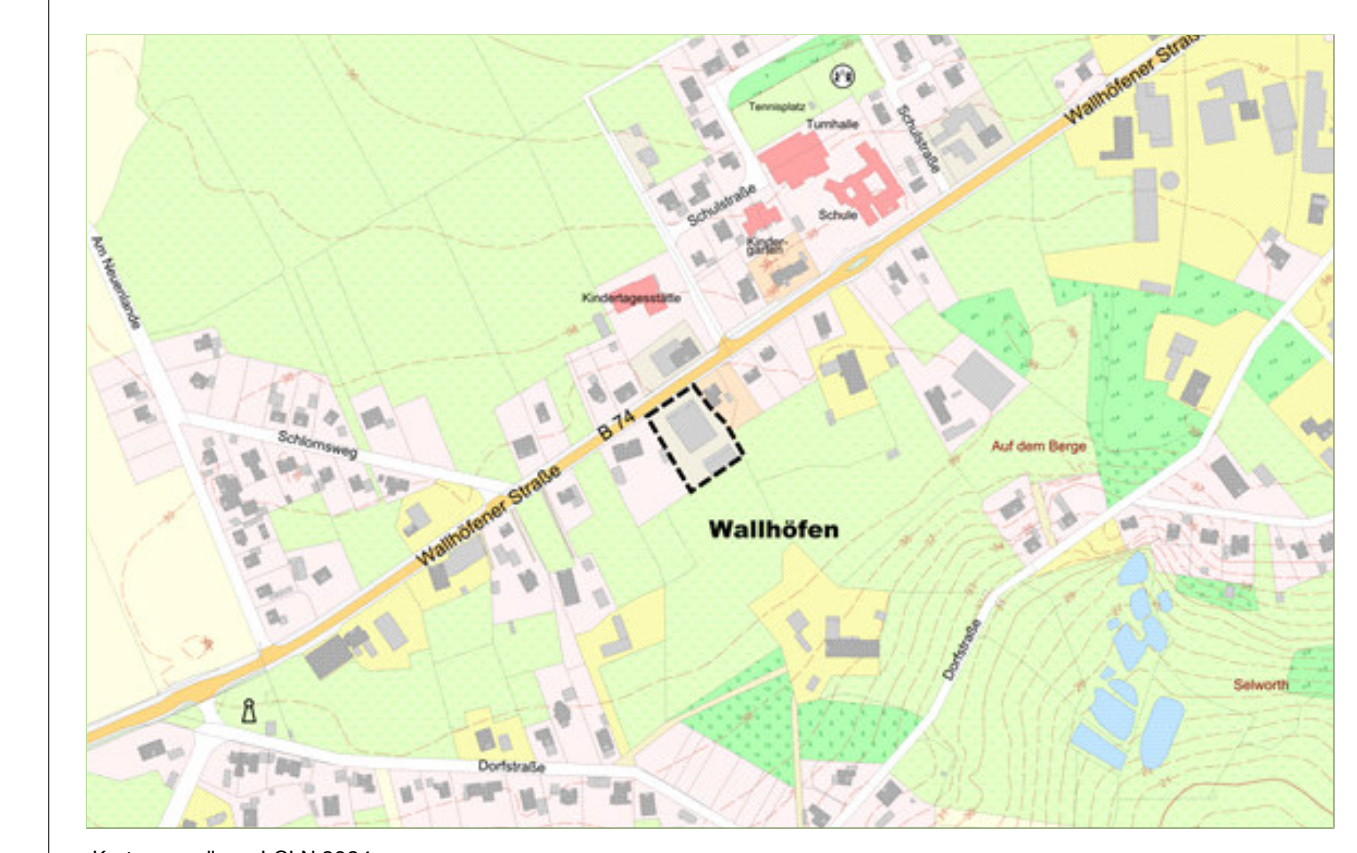 Wallhöfener Straße
Tennisplatz
Turnhalle
Schulstraße
Schulstraße
Schule
Kinder-
garten
Am Neuenlande
Kindertagesstätte
B 74
Schlomsweg
Auf dem Berge
Wallhöfener Straße
Wallhöfen
Dorfstraße
Selworth
Dorfstraße